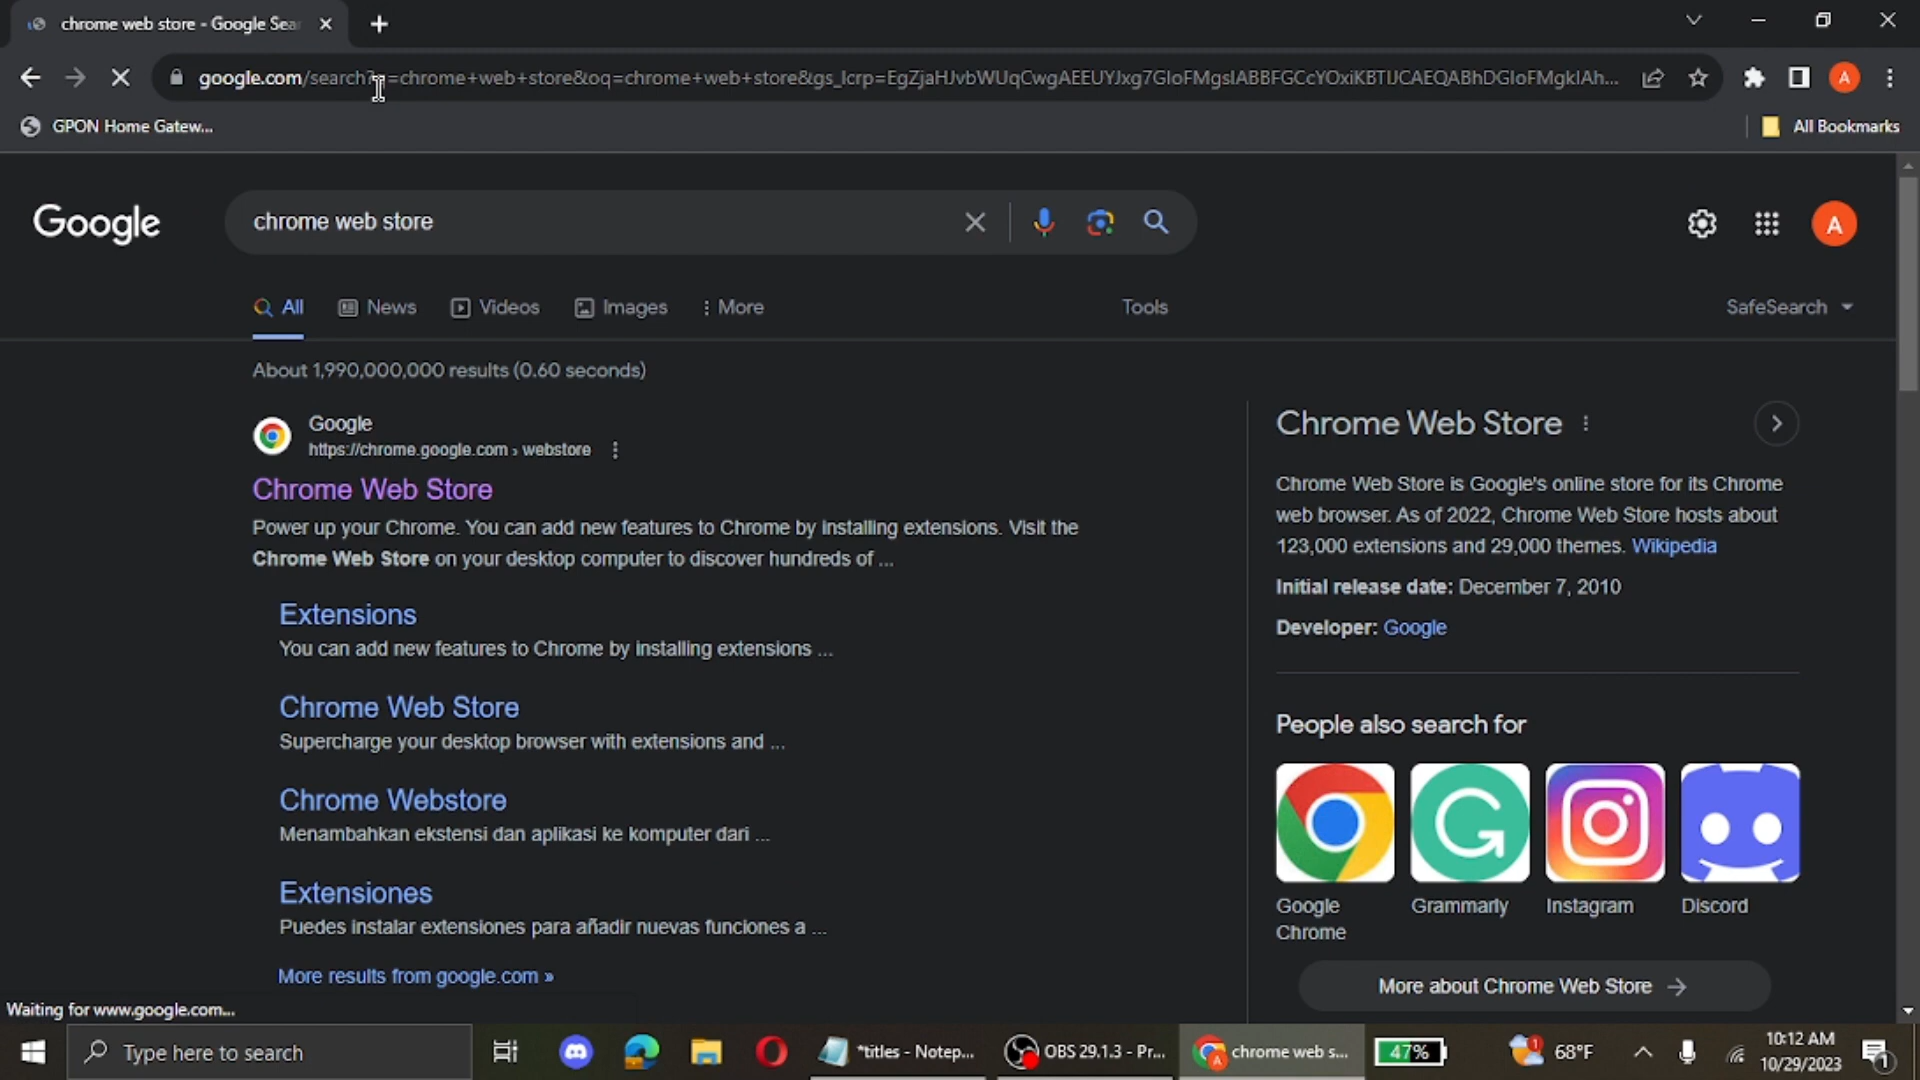 chrome web store - Google Sea
google.com/search?q=chrome+web+store&oq=chrome+web+store&gs_lcrp=EgZjaHJvbWUqCwgAEEUYJxg7GIoFMgsIABBFGCcYOxiKBTIJCAEQABhDGIoFMgkIAh...
GPON Home Gatew...
All Bookmarks
Google
chrome web store
A
All
News
Videos
Images
More
Tools
SafeSearch
About 1,990,000,000 results (0.60 seconds)
Google
https://chrome.google.com › webstore
Chrome Web Store
Power up your Chrome. You can add new features to Chrome by installing extensions. Visit the
Chrome Web Store on your desktop computer to discover hundreds of ...
Extensions
You can add new features to Chrome by installing extensions ...
Chrome Web Store
Supercharge your desktop browser with extensions and ...
Chrome Webstore
Menambahkan ekstensi dan aplikasi ke komputer dari ...
Extensiones
Puedes instalar extensiones para añadir nuevas funciones a ...
More results from google.com »
Chrome Web Store
Chrome Web Store is Google's online store for its Chrome
web browser. As of 2022, Chrome Web Store hosts about
123,000 extensions and 29,000 themes. Wikipedia
Initial release date: December 7, 2010
Developer: Google
People also search for
Google
Chrome
Grammarly
Instagram
Discord
More about Chrome Web Store
Waiting for www.google.com...
Type here to search
*titles - Notep...
OBS 29.1.3 - Pr...
chrome web s...
47%
1
68°F
10:12 AM
10/29/2023
1